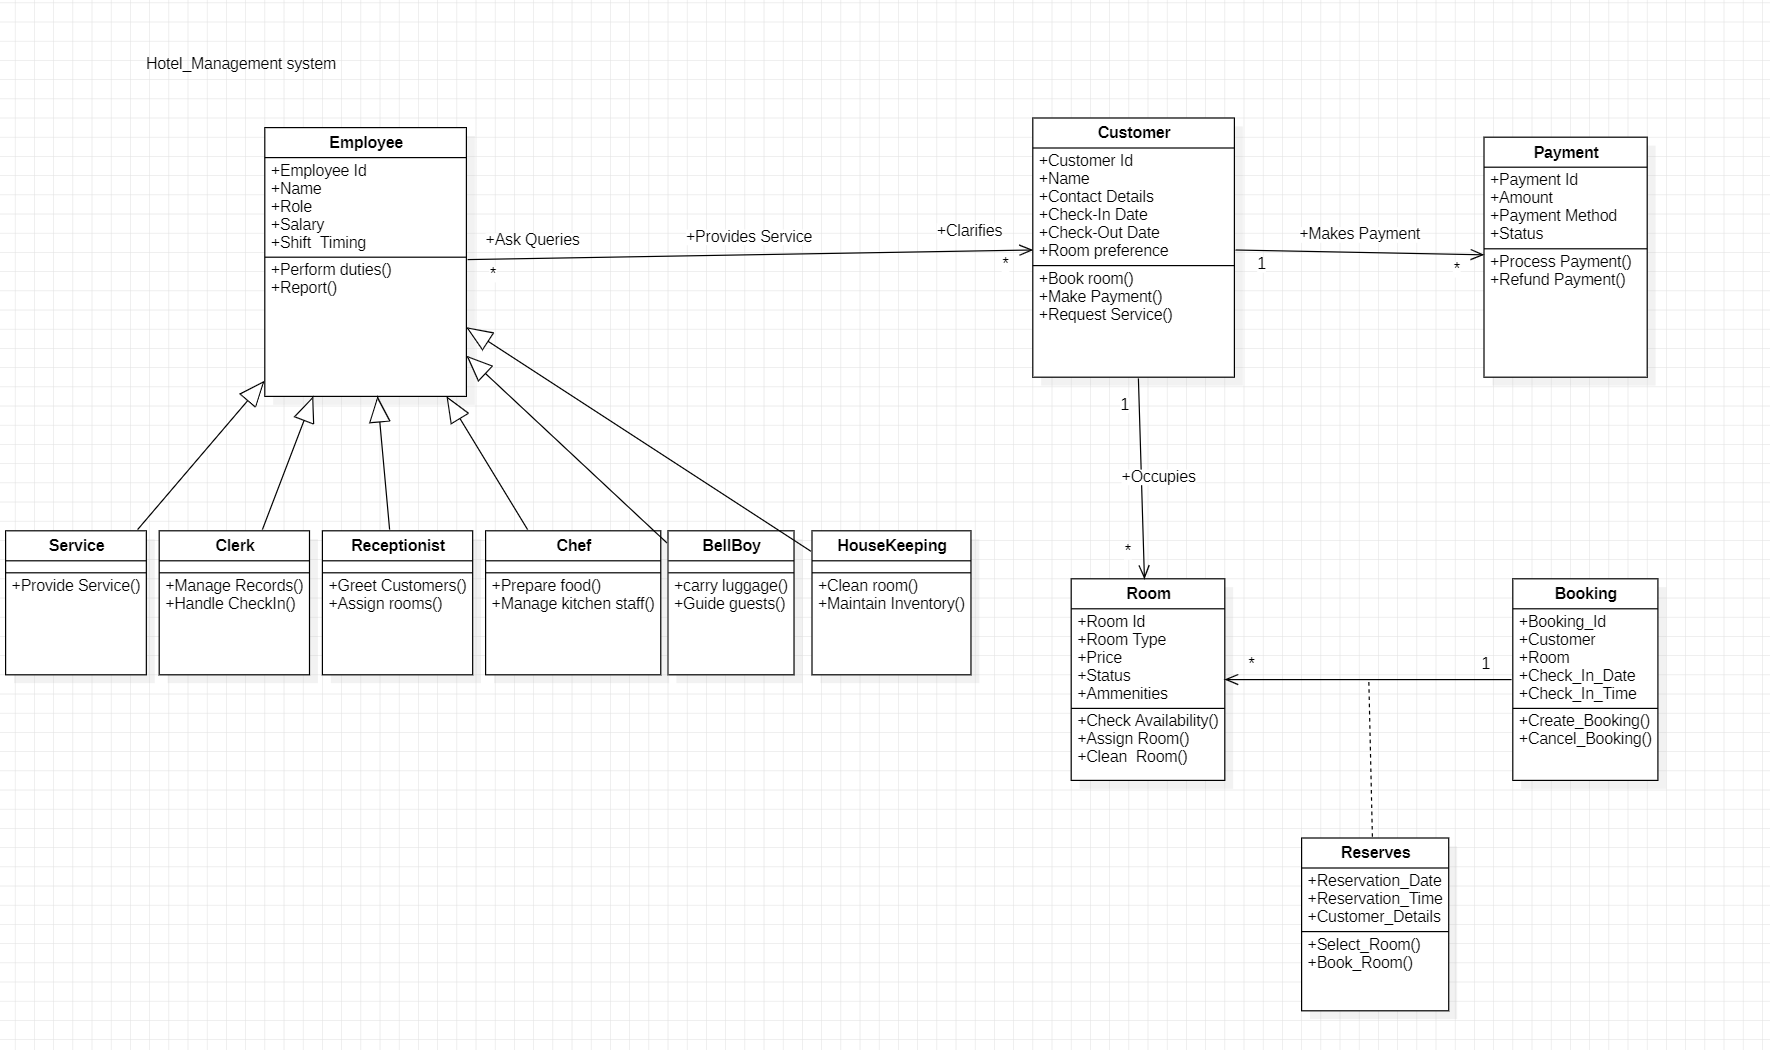 Hotel_Management system
Employee
+Employee Id
+Name
+Role
+Salary
+Shift  Timing
+Perform duties()
+Report()
+Ask Queries
*
+Provides Service
+Clarifies
*
Customer
+Customer Id
+Name
+Contact Details
+Check-In Date
+Check-Out Date
+Room preference
+Book room()
+Make Payment()
+Request Service()
+Makes Payment
1
*
Payment
+Payment Id
+Amount
+Payment Method
+Status
+Process Payment()
+Refund Payment()
1
+Occupies
*
Service
+Provide Service()
Clerk
+Manage Records()
+Handle CheckIn()
Receptionist
+Greet Customers()
+Assign rooms()
Chef
+Prepare food()
+Manage kitchen staff()
BellBoy
+carry luggage()
+Guide guests()
HouseKeeping
+Clean room()
+Maintain Inventory()
Room
+Room Id
+Room Type
+Price
+Status
+Ammenities
+Check Availability()
+Assign Room()
+Clean  Room()
*
1
Booking
+Booking_Id
+Customer
+Room
+Check_In_Date
+Check_In_Time
+Create_Booking()
+Cancel_Booking()
Reserves
+Reservation_Date
+Reservation_Time
+Customer_Details
+Select_Room()
+Book_Room()